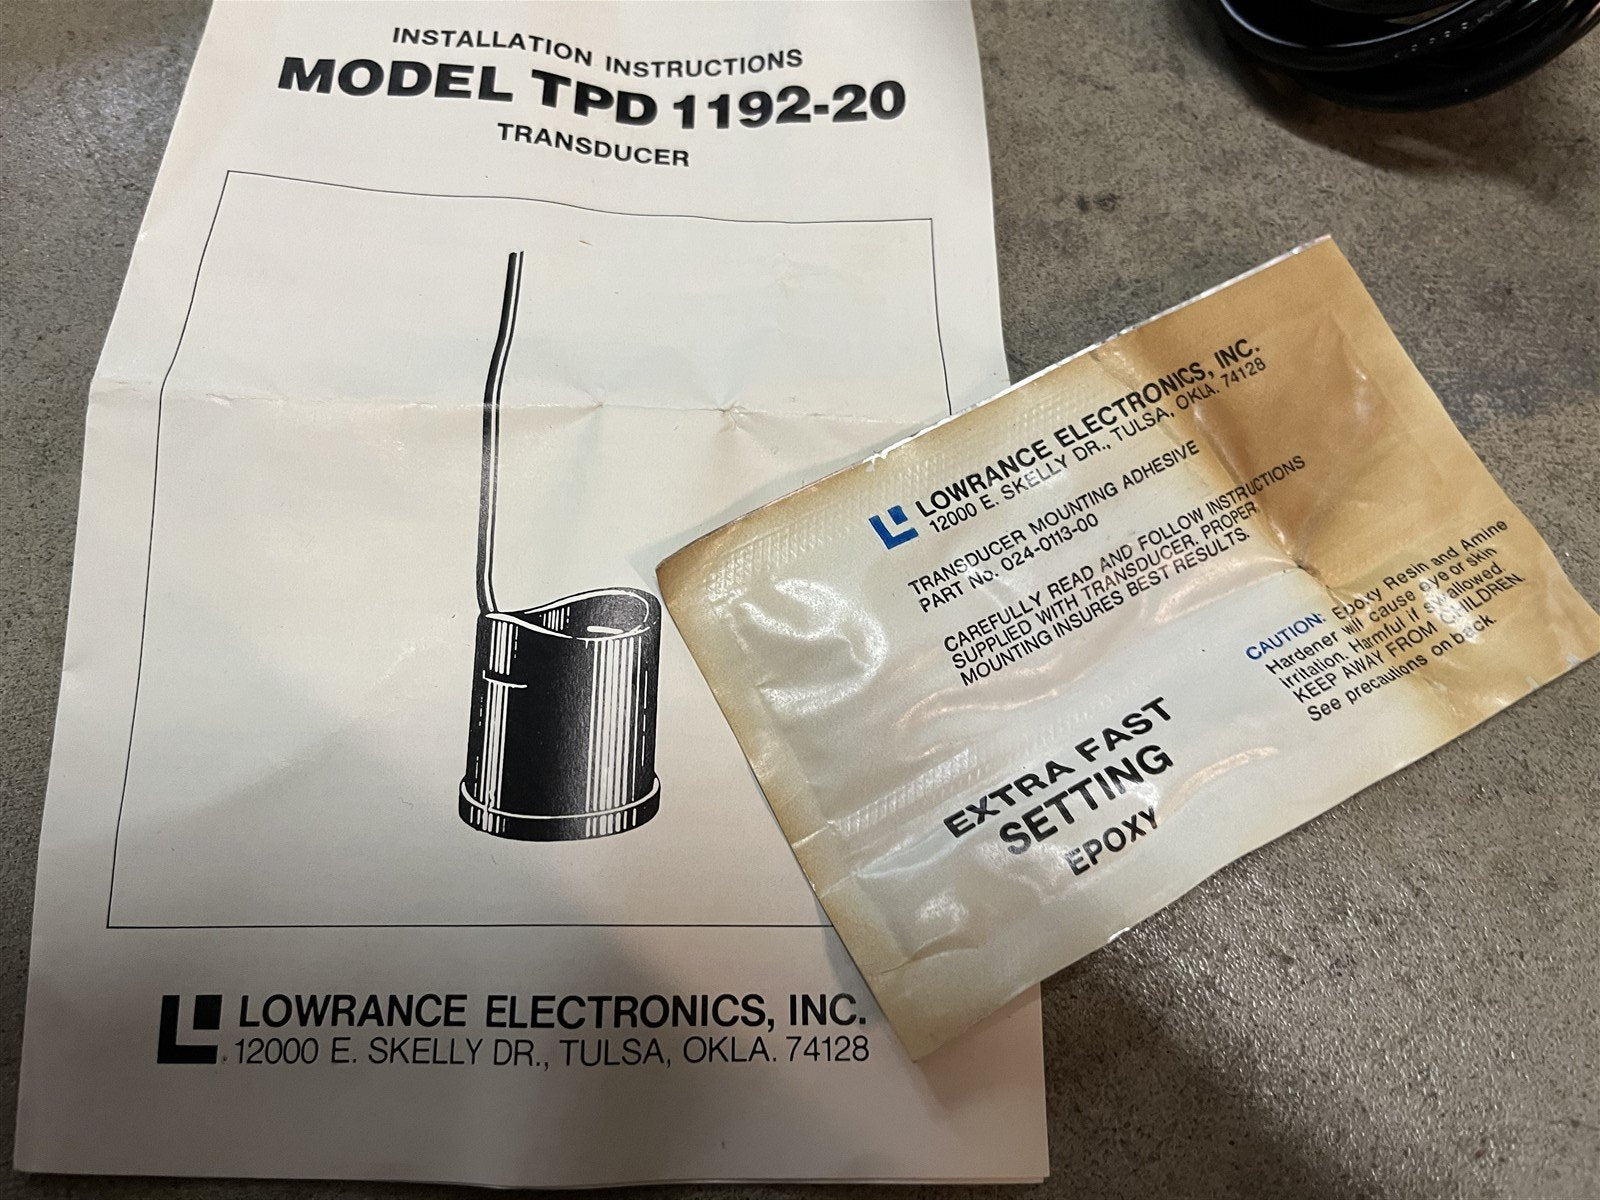 INSTALLATION INSTRUCTIONS
MODEL TPD 1192-20
TRANSDUCER
LOWRANCE ELECTRONICS, INC.
12000 E. SKELLY DR., TULSA, OKLA. 74128
LOWRANCE ELECTRONICS, INC.
12000 E. SKELLY DR., TULSA, OKLA. 74128
TRANSDUCER MOUNTING ADHESIVE
PART No. 024-0113-00
CAREFULLY READ AND FOLLOW INSTRUCTIONS
SUPPLIED WITH TRANSDUCER. PROPER
MOUNTING INSURES BEST RESULTS.
EXTRA FAST
SETTING
EPOXY
CAUTION: Epoxy Resin and Amine
Hardener will cause eye or skin
irritation. Harmful if swallowed.
KEEP AWAY FROM CHILDREN.
See precautions on back.